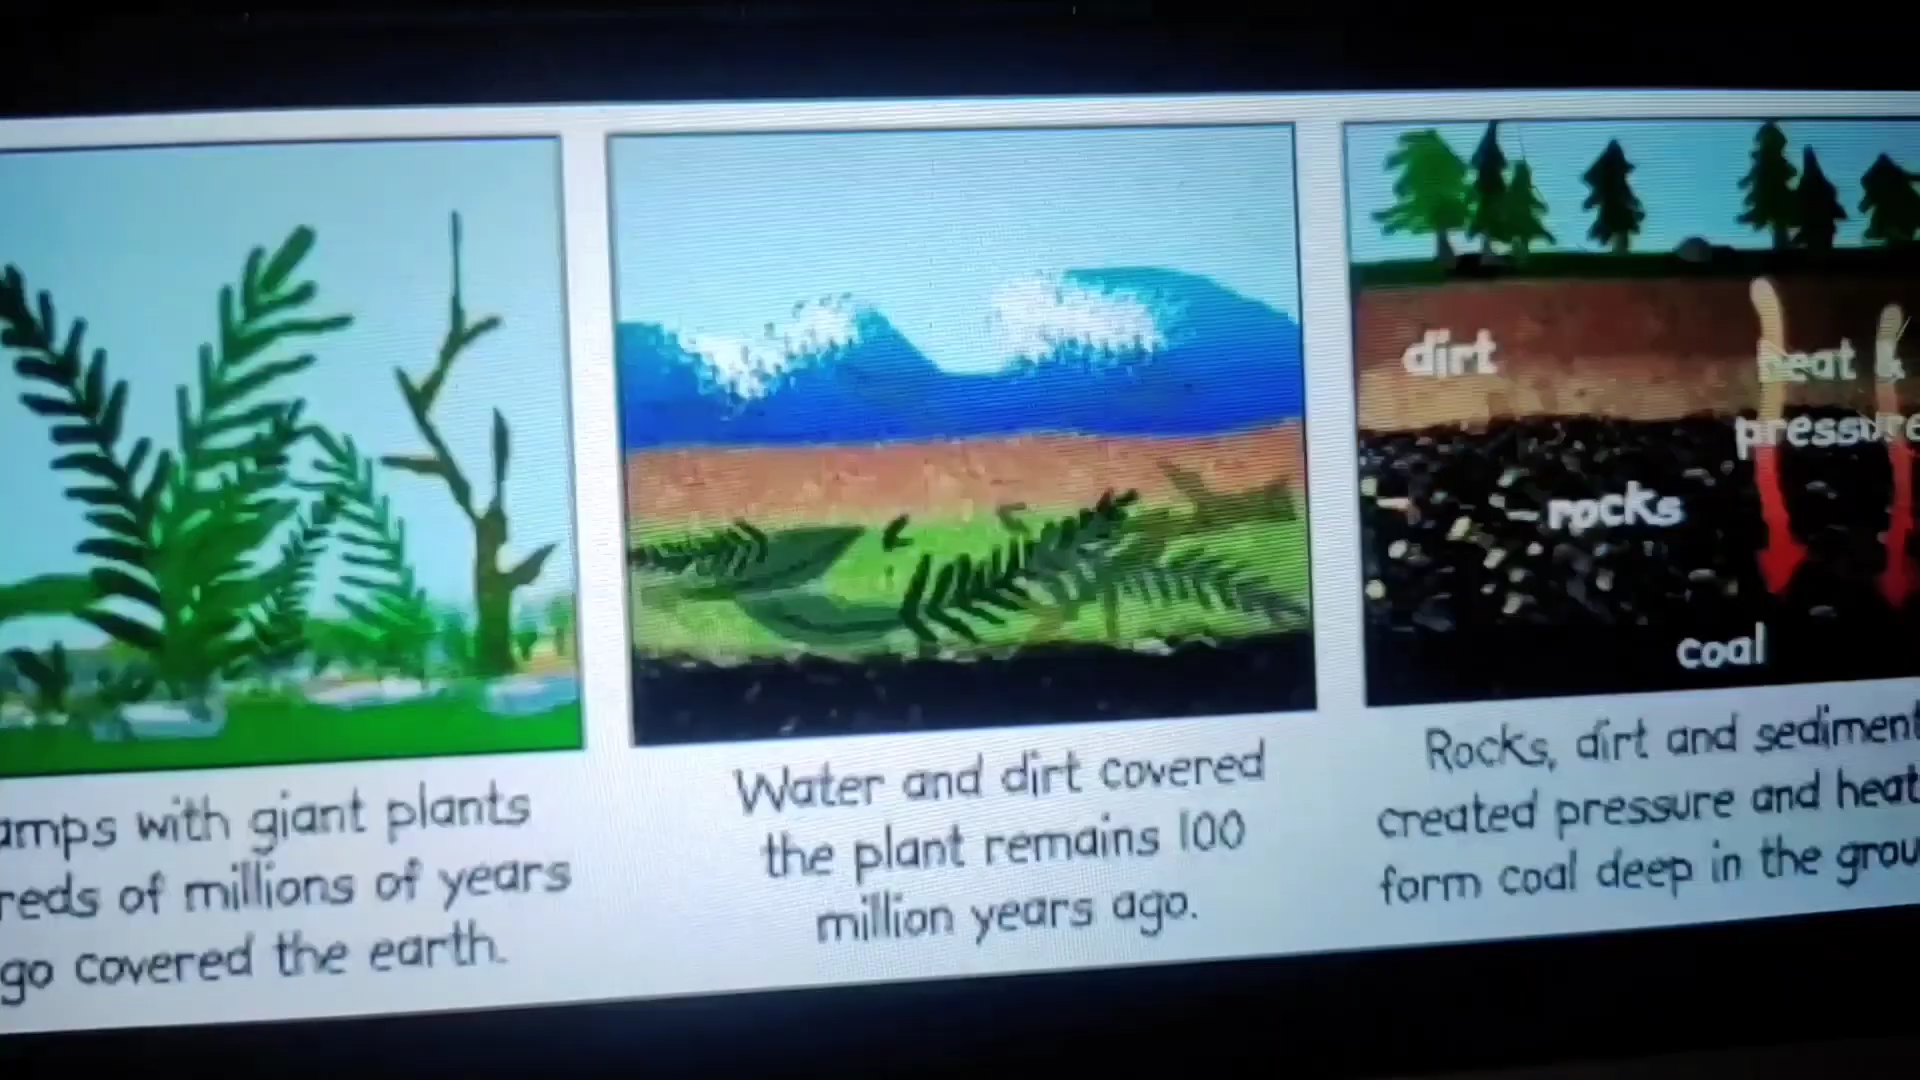 amps with giant plants
reds of millions of years
go covered the earth.
Water and dirt covered
the plant remains 100
million years ago.
dirt
heat &
pressure
rocks
coal
Rocks, dirt and sediment
created pressure and heat
form coal deep in the grou